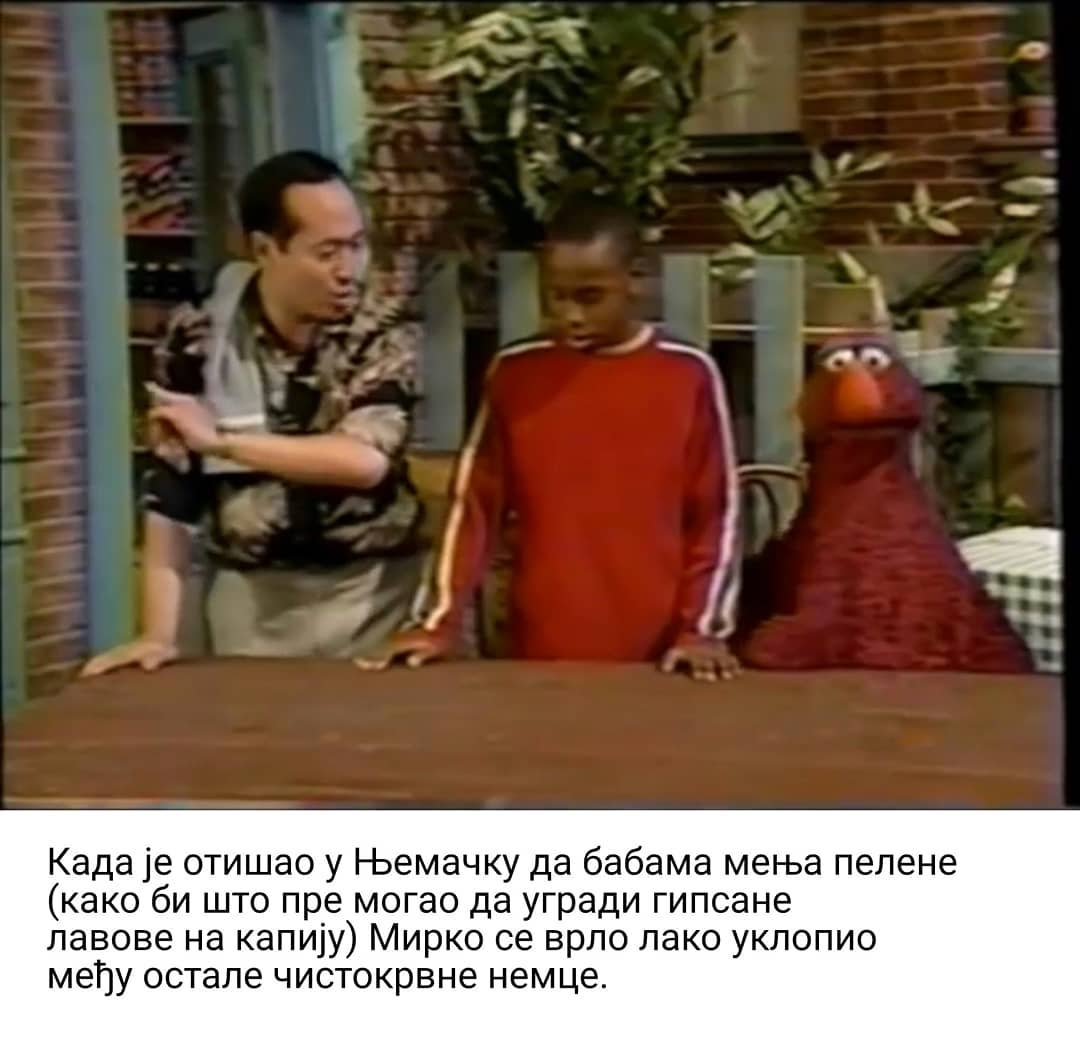 Када је отишао у Њемачку да бабама мења пелене
(како би што пре могао да угради гипсане
лавове на капију) Мирко се врло лако уклопио
међу остале чистокрвне немце.